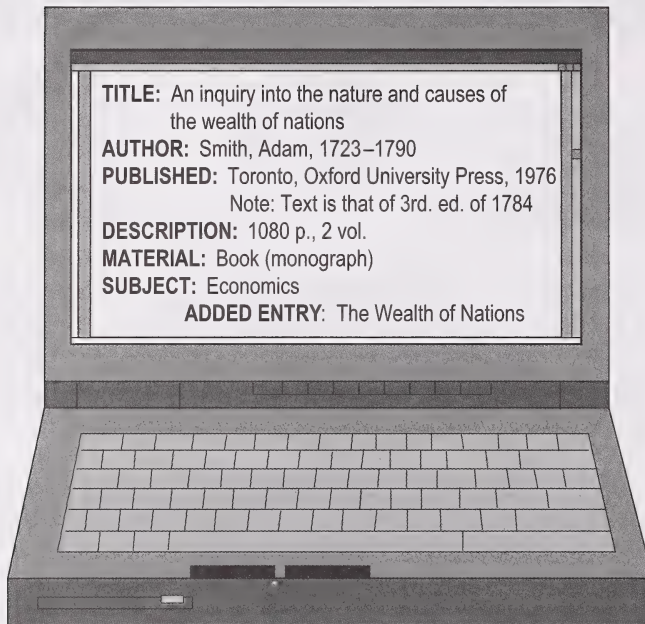 TITLE: An inquiry into the nature and causes of
the wealth of nations
AUTHOR: Smith, Adam, 1723–1790
PUBLISHED: Toronto, Oxford University Press, 1976
Note: Text is that of 3rd. ed. of 1784
DESCRIPTION: 1080 p., 2 vol.
MATERIAL: Book (monograph)
SUBJECT: Economics
ADDED ENTRY: The Wealth of Nations